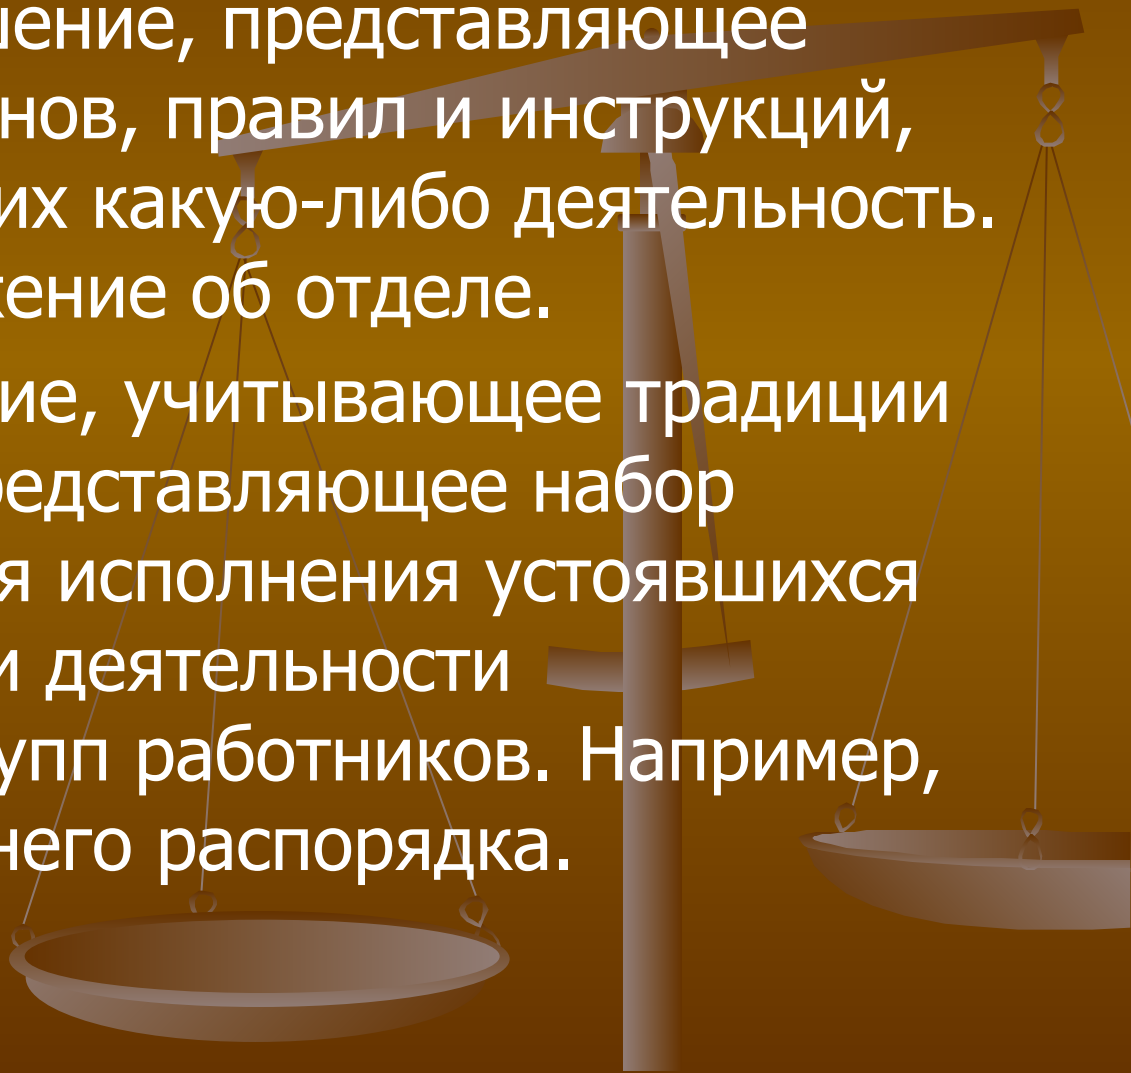 шение, представляющее
нов, правил и инструкций,
их какую-либо деятельность.
жение об отделе.
ие, учитывающее традиции
редставляющее набор
я исполнения устоявшихся
и деятельности
упп работников. Например,
него распорядка.